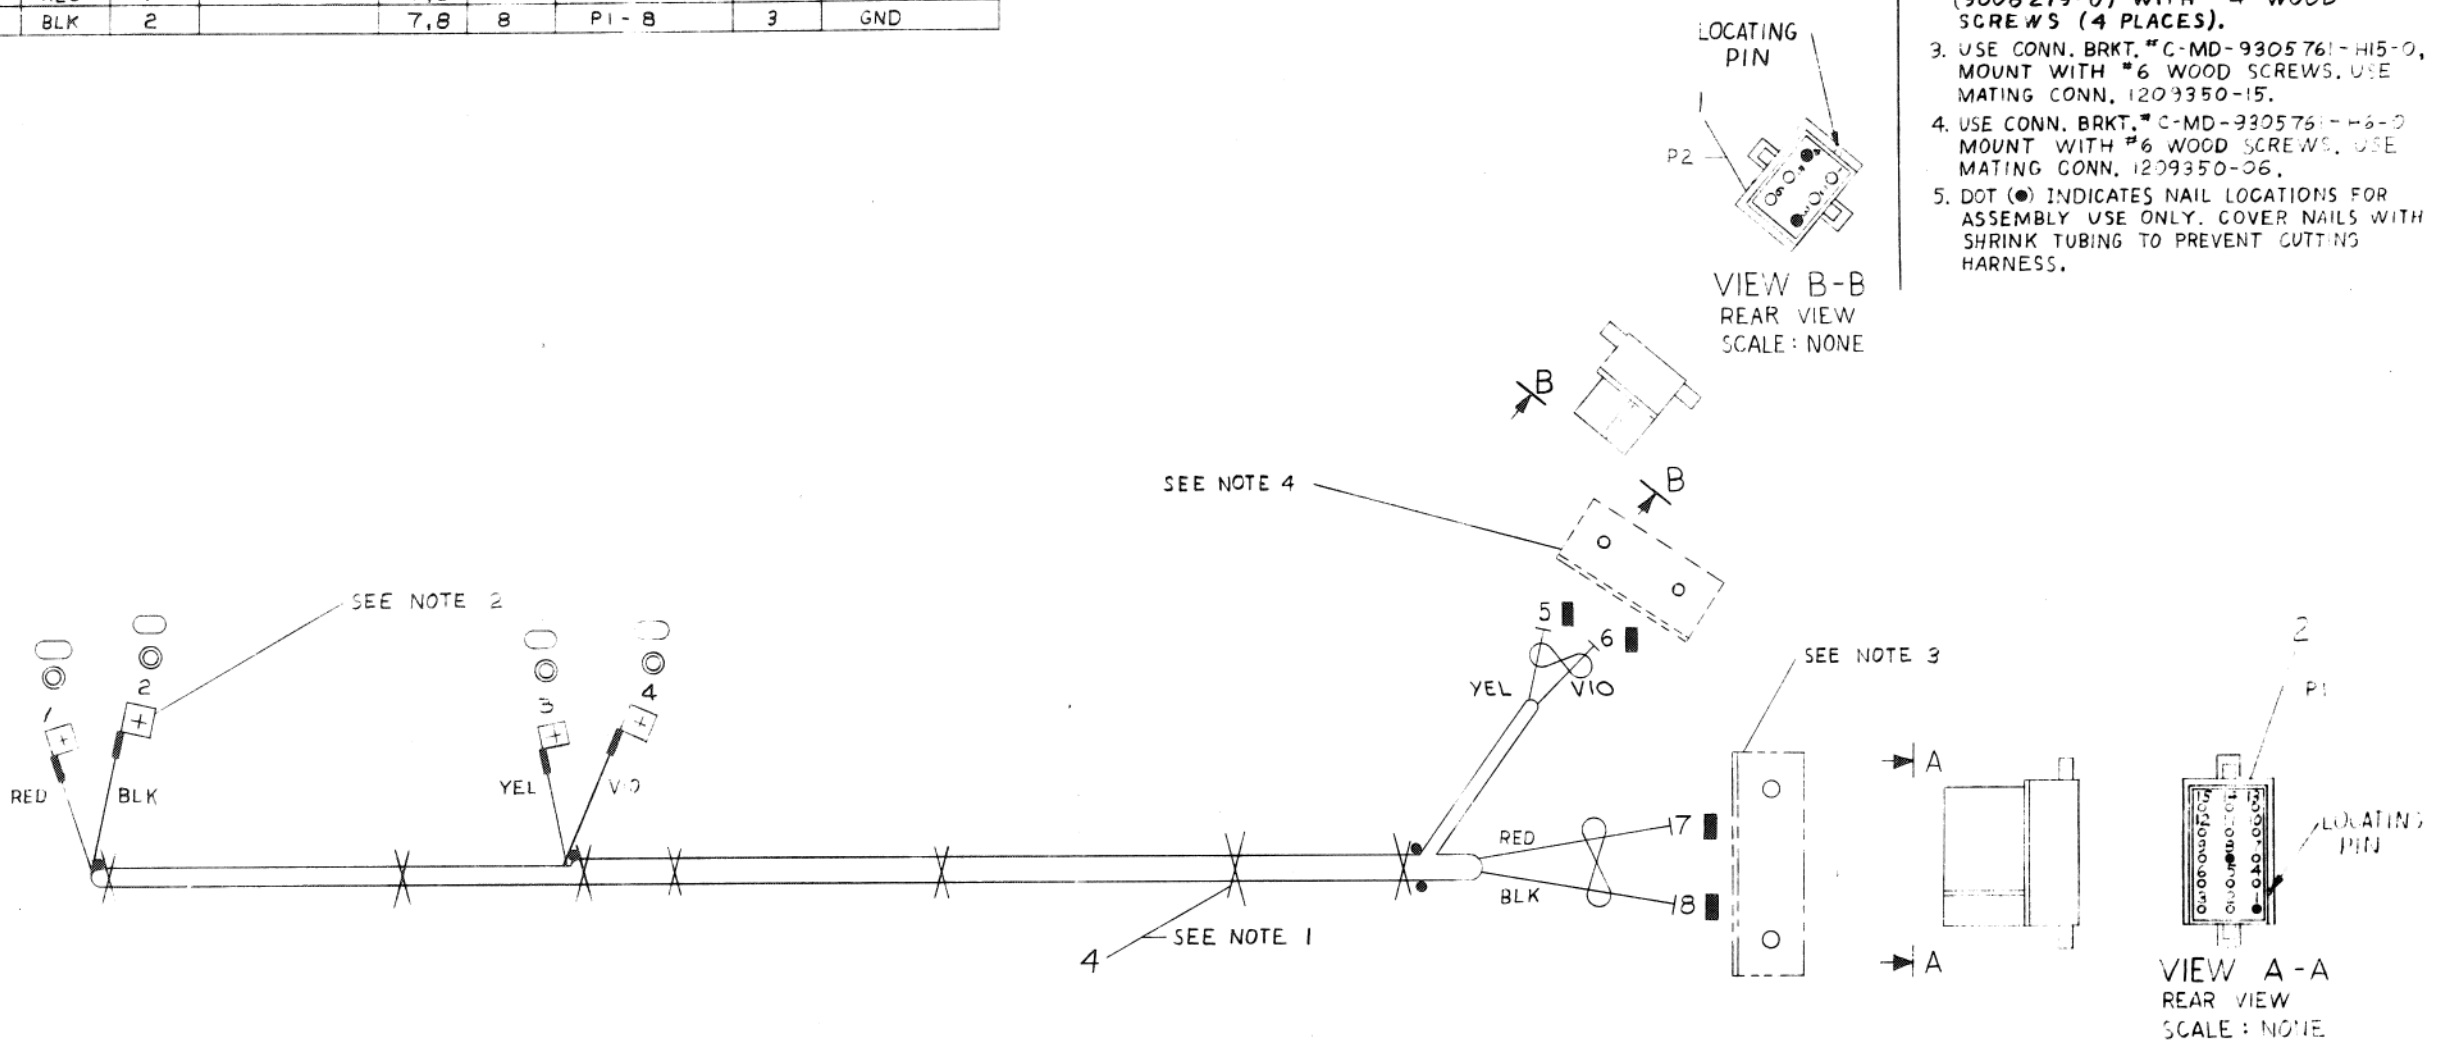 BLK 2 7,8 8 P1-8 3 GND
SCREWS (4 PLACES).
3. USE CONN. BRKT. #C-MD-9305761-H15-0,
MOUNT WITH #6 WOOD SCREWS. USE
MATING CONN. 1209350-15.
4. USE CONN. BRKT. #C-MD-9305761-H6-0
MOUNT WITH #6 WOOD SCREWS. USE
MATING CONN. 1209350-06.
5. DOT (●) INDICATES NAIL LOCATIONS FOR
ASSEMBLY USE ONLY. COVER NAILS WITH
SHRINK TUBING TO PREVENT CUTTING
HARNESS.
LOCATING
PIN
1
P2
VIEW B-B
REAR VIEW
SCALE: NONE
B
B
SEE NOTE 4
SEE NOTE 2
1
2
3
4
5
6
RED
BLK
YEL
VIO
YEL
VIO
SEE NOTE 3
2
P1
RED
7
BLK
8
A
A
15 14 13
LOCATING
PIN
4
SEE NOTE 1
VIEW A-A
REAR VIEW
SCALE: NONE